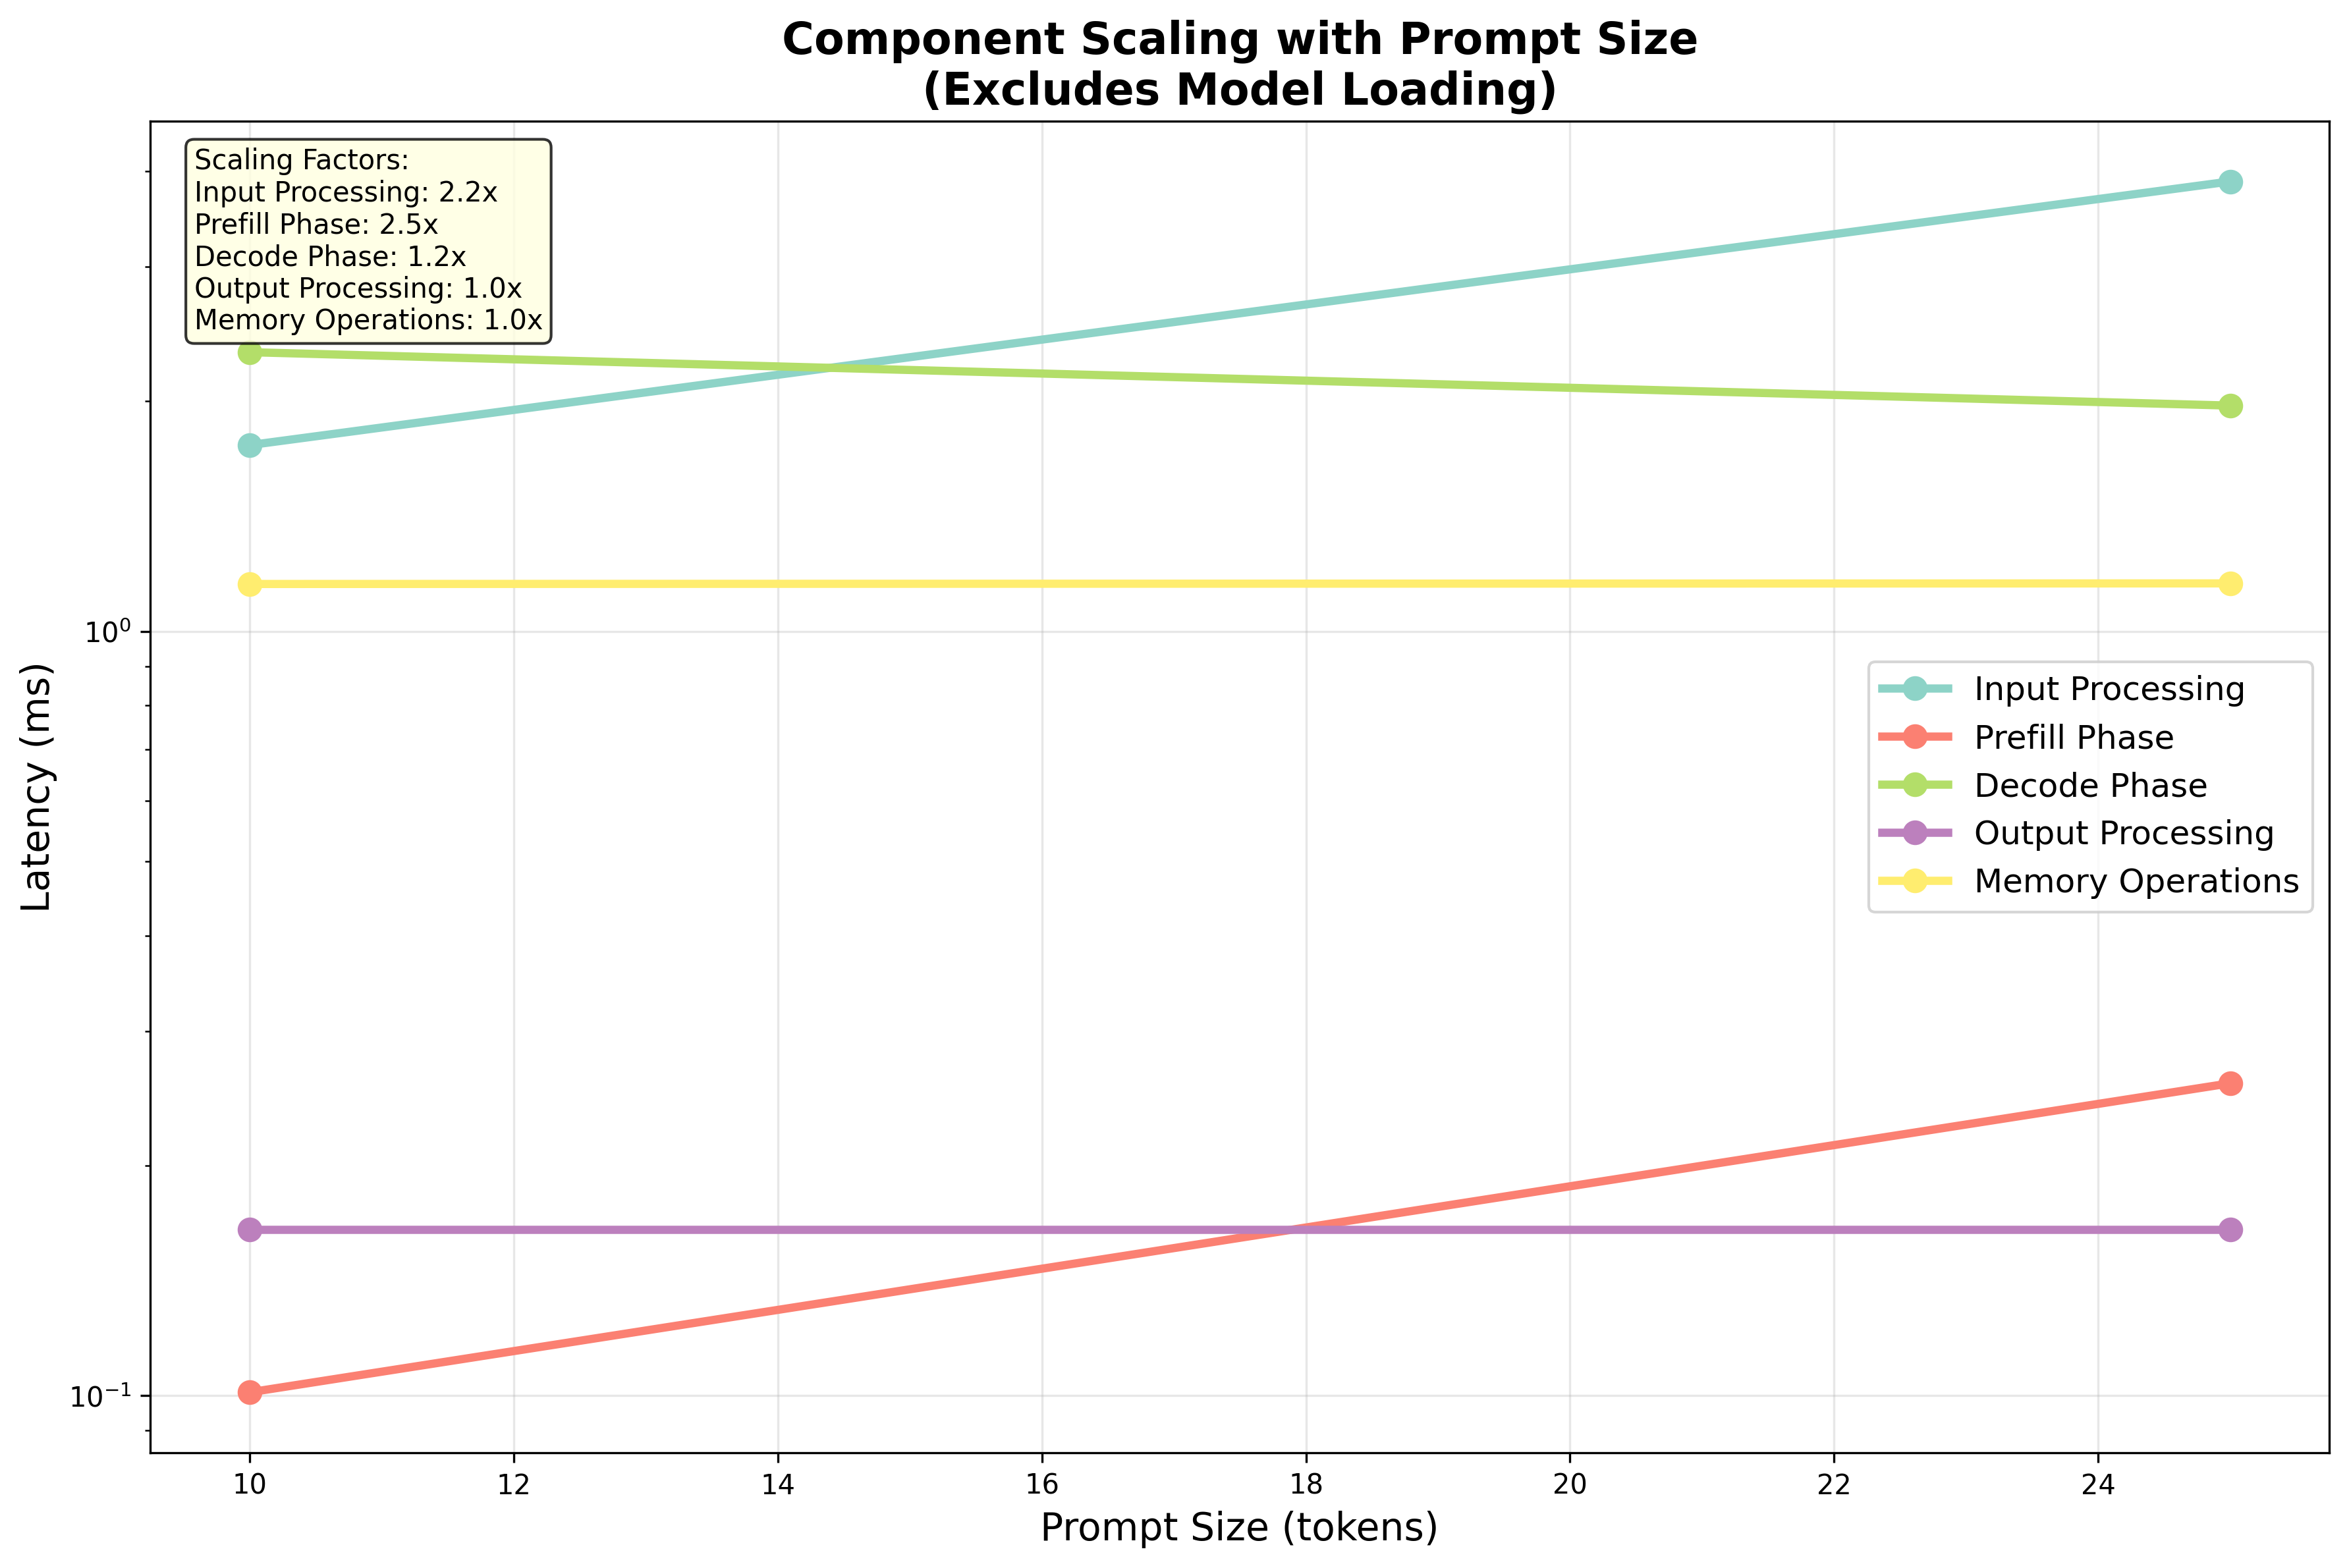 Component Scaling with Prompt Size
(Excludes Model Loading)
Scaling Factors:
Input Processing: 2.2x
Prefill Phase: 2.5x
Decode Phase: 1.2x
Output Processing: 1.0x
Memory Operations: 1.0x
Latency (ms)
10⁰
10⁻¹
Input Processing
Prefill Phase
Decode Phase
Output Processing
Memory Operations
10 12 14 16 18 20 22 24
Prompt Size (tokens)